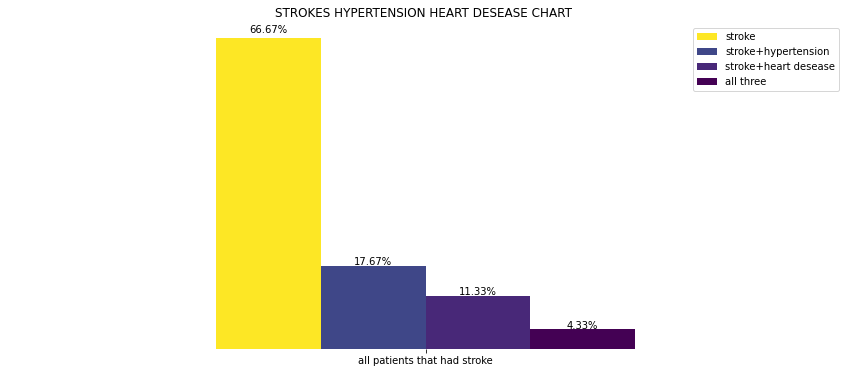 STROKES HYPERTENSION HEART DESEASE CHART
66.67%
stroke
stroke+hypertension
stroke+heart desease
all three
17.67%
11.33%
4.33%
all patients that had stroke